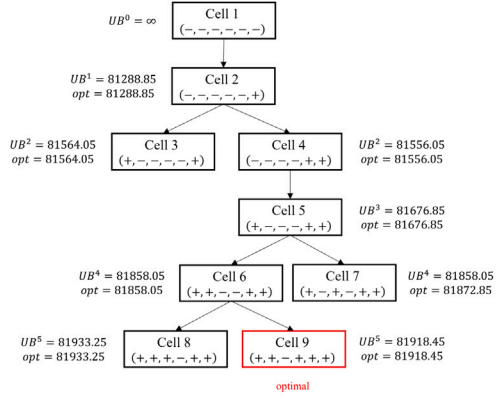 UB⁰ = ∞
Cell 1
(−,−,−,−,−,−)
UB¹ = 81288.85
opt = 81288.85
Cell 2
(−,−,−,−,−,+)
UB² = 81564.05
opt = 81564.05
Cell 3
(+,−,−,−,−,+)
Cell 4
(−,−,−,−,+,+)
UB² = 81556.05
opt = 81556.05
Cell 5
(+,−,−,−,+,+)
UB³ = 81676.85
opt = 81676.85
UB⁴ = 81858.05
opt = 81858.05
Cell 6
(+,+,−,−,+,+)
Cell 7
(+,−,+,−,+,+)
UB⁴ = 81858.05
opt = 81872.85
UB⁵ = 81933.25
opt = 81933.25
Cell 8
(+,+,+,−,+,+)
Cell 9
(+,+,−,+,+,+)
UB⁵ = 81918.45
opt = 81918.45
optimal